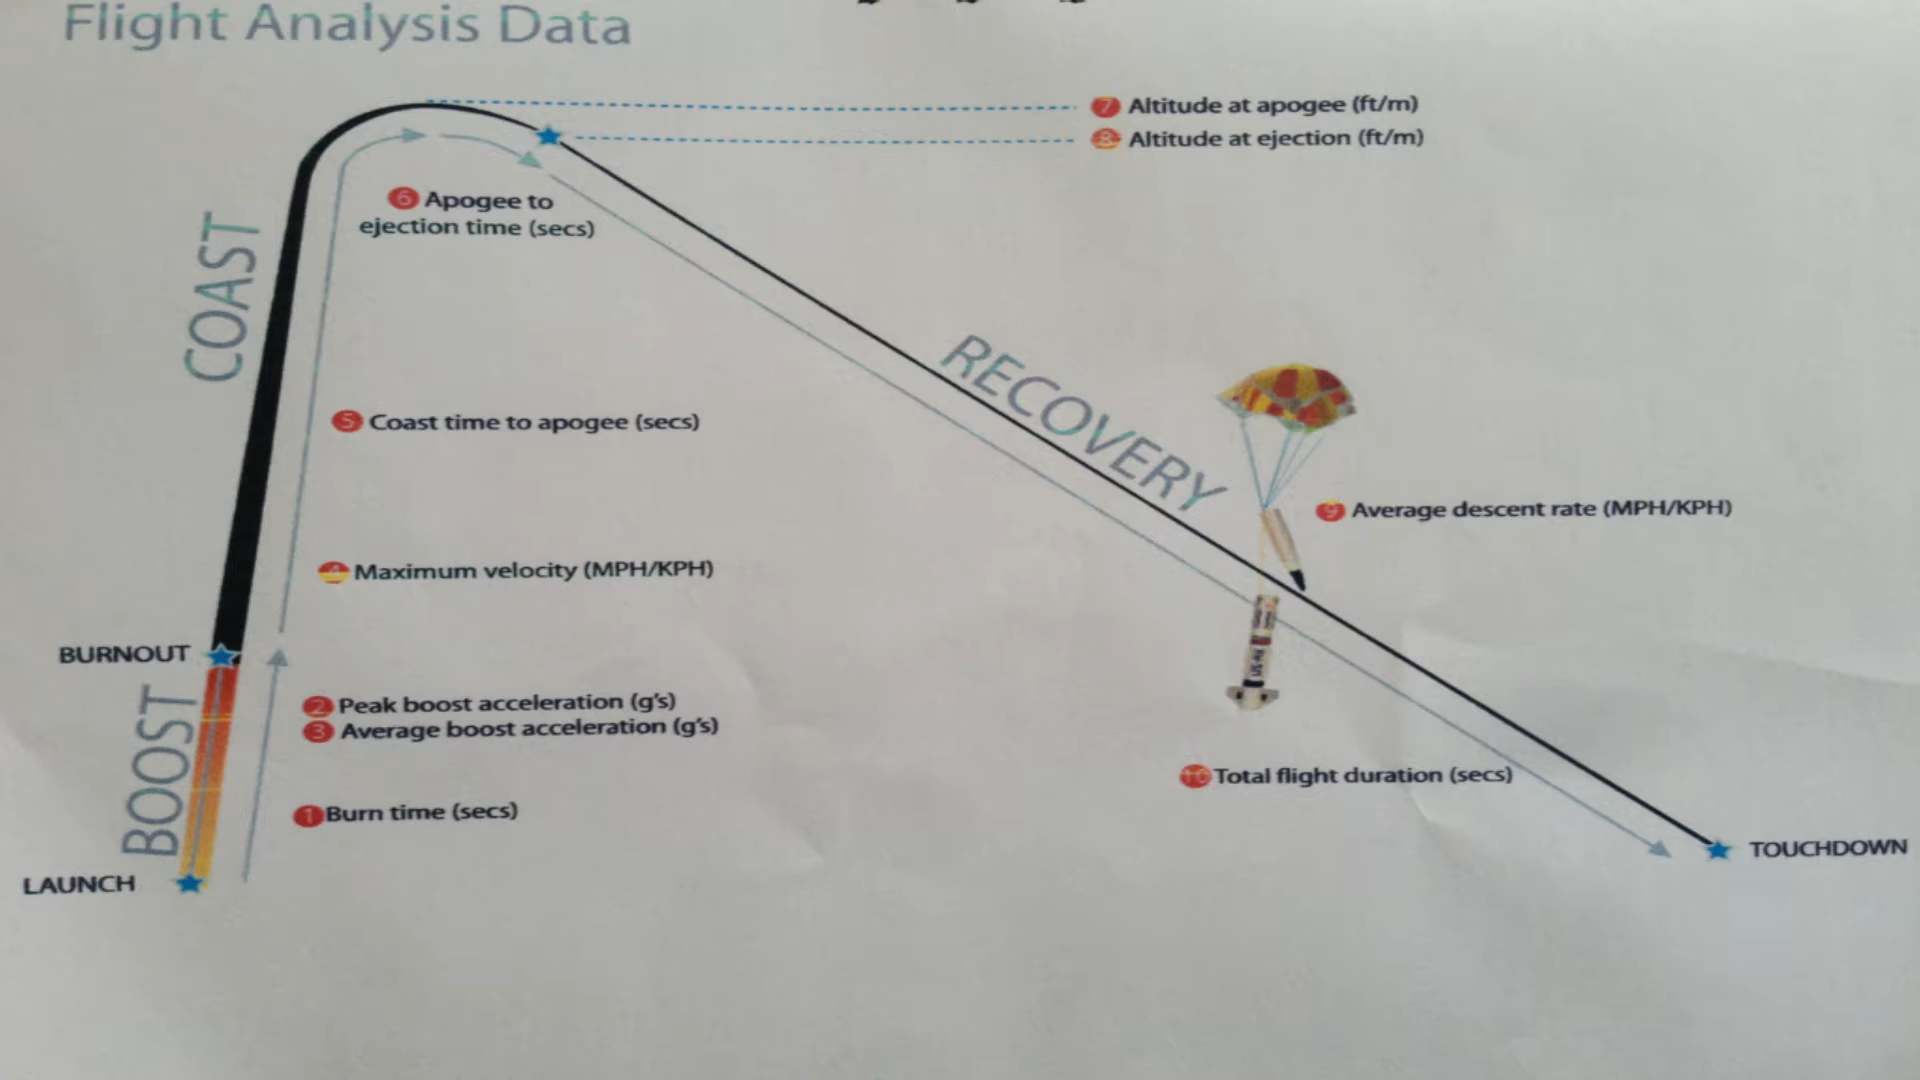 Flight Analysis Data
7 Altitude at apogee (ft/m)
8 Altitude at ejection (ft/m)
6 Apogee to
ejection time (secs)
COAST
RECOVERY
5 Coast time to apogee (secs)
9 Average descent rate (MPH/KPH)
4 Maximum velocity (MPH/KPH)
BURNOUT
BOOST
2 Peak boost acceleration (g's)
3 Average boost acceleration (g's)
10 Total flight duration (secs)
1 Burn time (secs)
TOUCHDOWN
LAUNCH